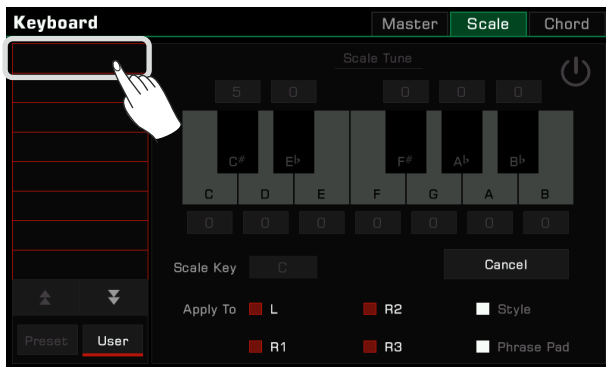 Keyboard Master Scale Chord
Scale Tune
5 0 0 0 0
C# E♭ F# A♭ B♭
C D E F G A B
0 0 0 0 0 0 0
Scale Key C Cancel
Apply To L R2 Style
R1 R3 Phrase Pad
Preset User